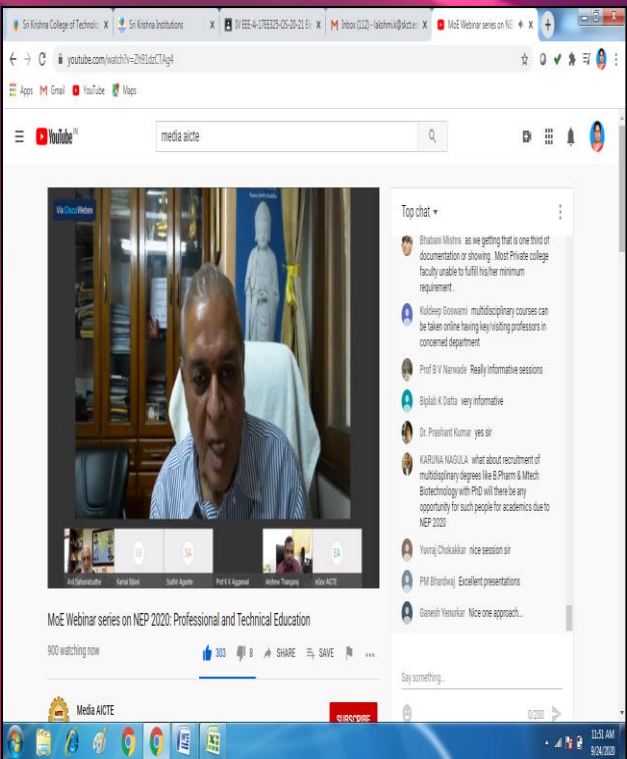 Sri Krishna College of Technolo
Sri Krishna Institutions
IV EEE-A-17EE325-OS-20-21 Ele
M Inbox (112) - lakshmik@skct.e
MoE Webinar series on NE
youtube.com/watch?v=Zh91dzCTAg4
Apps
Gmail
YouTube
Maps
YouTube IN
media aicte
Via Cisco Webex
KB
SA
EA
Anil Sahasrabudhe
Kamal Bijlani
Sudhir Agarke
Prof K K Aggarwal
Andrew Thangaraj
eGov AICTE
MoE Webinar series on NEP 2020: Professional and Technical Education
900 watching now
303
8
SHARE
SAVE
Media AICTE
SUBSCRIBE
Top chat
Bhabani Mishra as we getting that is one third of
documentation or showing . Most Private college
faculty unable to fulfill his/her minimum
requirement .
Kuldeep Goswami multidisciplinary courses can
be taken online having key/visiting professors in
concerned department
Prof B V Narwade Really informative sessions
Biplab K Datta very informative
Dr. Prashant Kumar yes sir
KARUNA NAGULA what about recruitment of
multidisplinary degrees like B.Pharm & Mtech
Biotechnology with PhD will there be any
opportunity for such people for academics due to
NEP 2020
Yuvraj Chokakkar nice session sir
PM Bhardwaj Excellent presentations
Ganesh Yenurkar Nice one approach...
Say something...
0/200
11:51 AM
9/24/2020